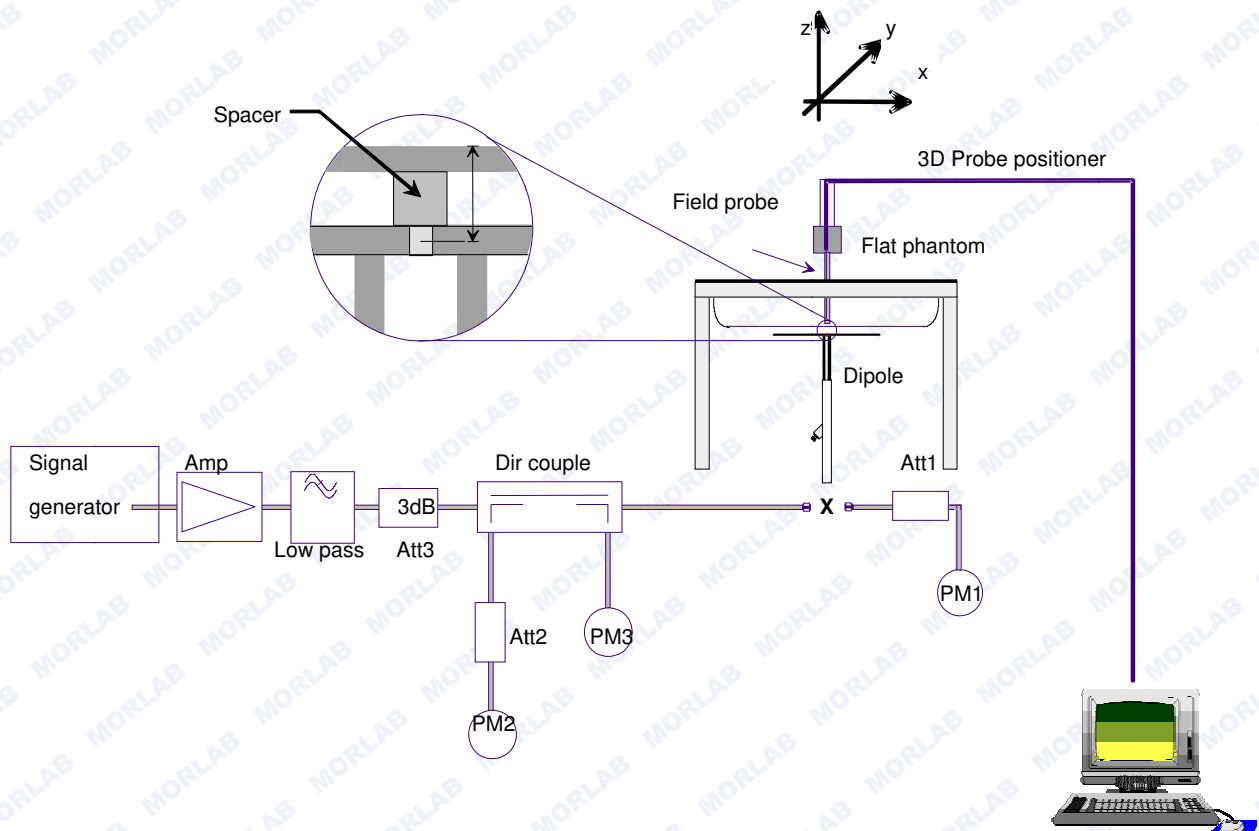 z
y
x
Spacer
3D Probe positioner
Field probe
Flat phantom
Dipole
Signal
generator
Amp
Low pass
3dB
Att3
Dir couple
Att1
X
PM1
Att2
PM3
PM2
MORLAB